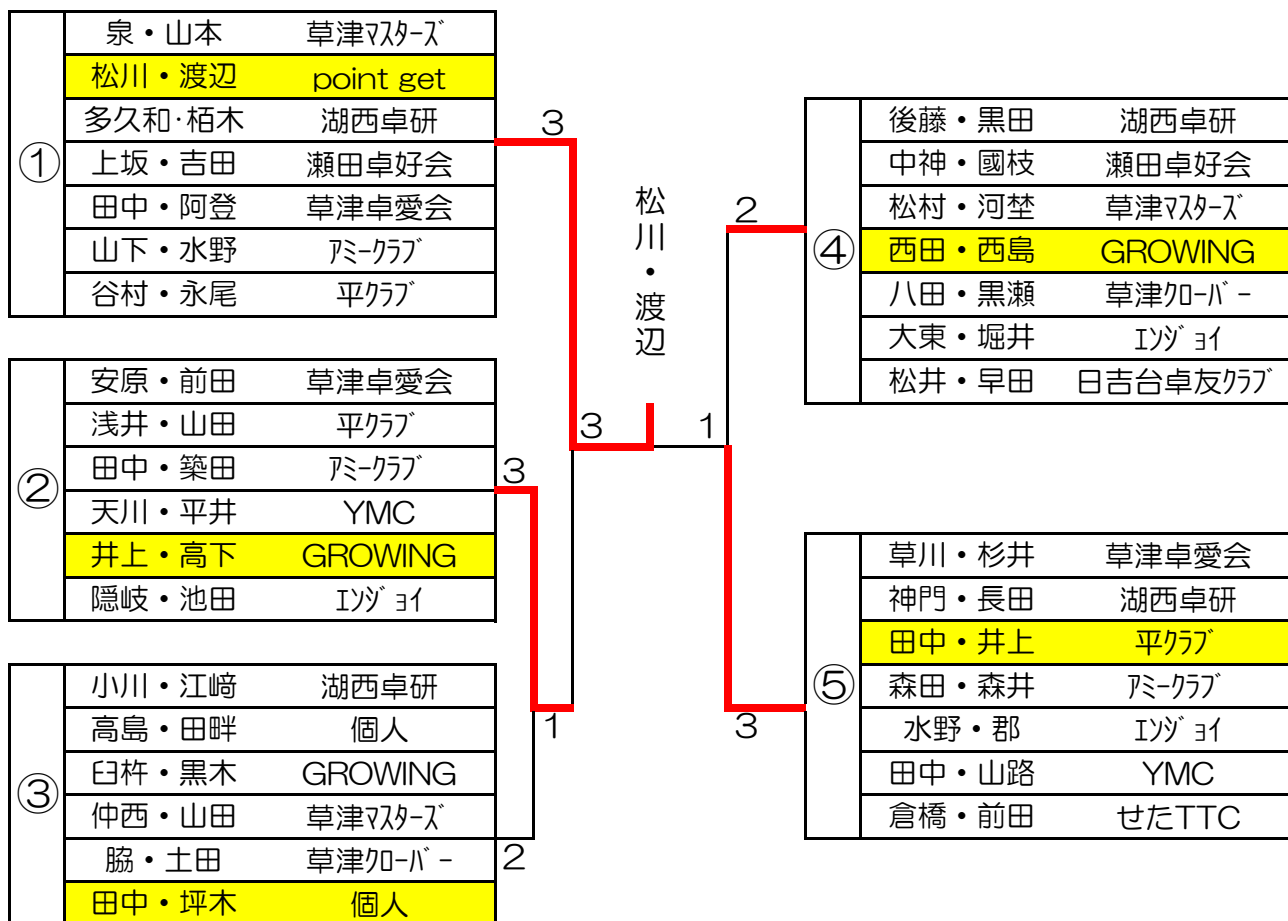 ①
泉・山本 草津ﾏｽﾀｰｽﾞ
松川・渡辺 point get
多久和・栢木 湖西卓研
上坂・吉田 瀬田卓好会
田中・阿登 草津卓愛会
山下・水野 ｱﾐｰｸﾗﾌﾞ
谷村・永尾 平ｸﾗﾌﾞ
②
安原・前田 草津卓愛会
浅井・山田 平ｸﾗﾌﾞ
田中・築田 ｱﾐｰｸﾗﾌﾞ
天川・平井 YMC
井上・高下 GROWING
隠岐・池田 ｴﾝｼﾞｮｲ
③
小川・江﨑 湖西卓研
高島・田畔 個人
臼杵・黒木 GROWING
仲西・山田 草津ﾏｽﾀｰｽﾞ
脇・土田 草津ｸﾛｰﾊﾞｰ
田中・坪木 個人
3
3
1
2
3
松川・渡辺
1
2
3
④
後藤・黒田 湖西卓研
中神・國枝 瀬田卓好会
松村・河埜 草津ﾏｽﾀｰｽﾞ
西田・西島 GROWING
八田・黒瀬 草津ｸﾛｰﾊﾞｰ
大東・堀井 ｴﾝｼﾞｮｲ
松井・早田 日吉台卓友ｸﾗﾌﾞ
⑤
草川・杉井 草津卓愛会
神門・長田 湖西卓研
田中・井上 平ｸﾗﾌﾞ
森田・森井 ｱﾐｰｸﾗﾌﾞ
水野・郡 ｴﾝｼﾞｮｲ
田中・山路 YMC
倉橋・前田 せたTTC